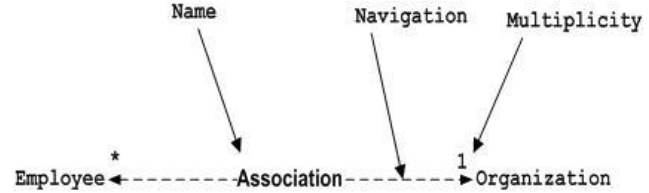 Name Navigation Multiplicity
* 1
Employee Association Organization